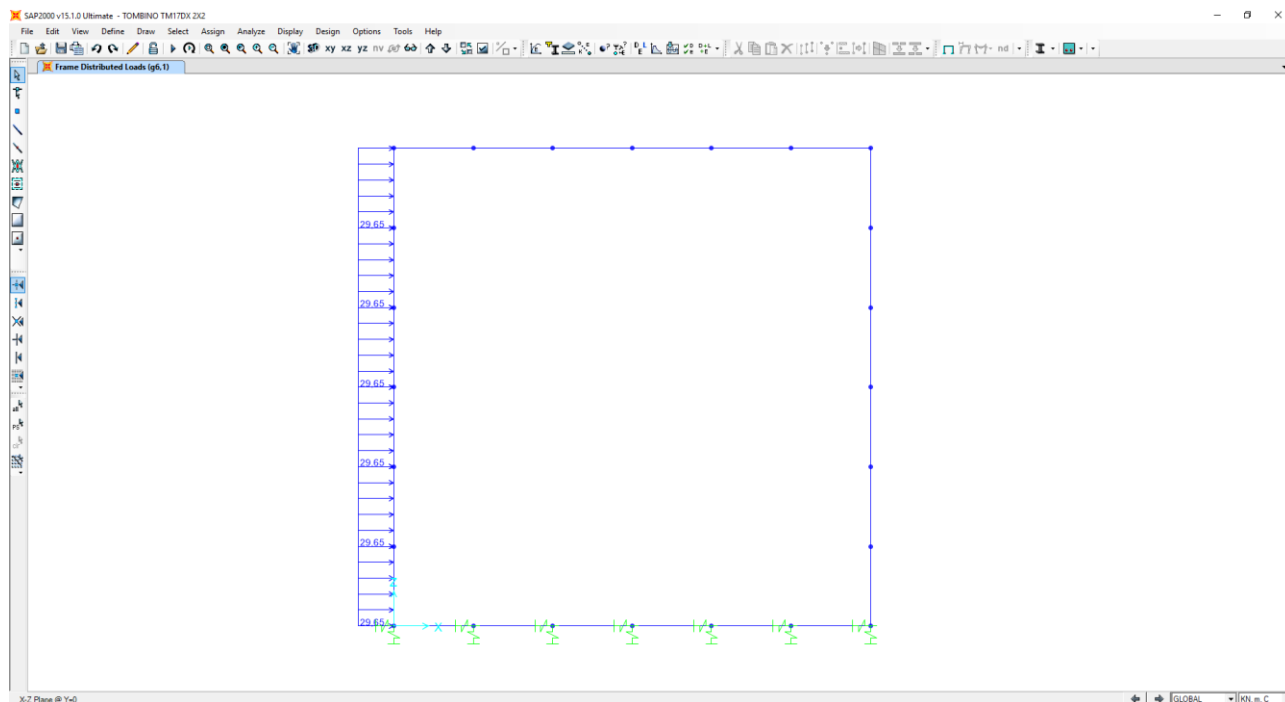 SAP2000 v15.1.0 Ultimate - TOMBINO TM17DX 2X2
File Edit View Define Draw Select Assign Analyze Display Design Options Tools Help
xy xz yz nv nd
Frame Distributed Loads (g6,1)
29.65
29.65
29.65
29.65
29.65
29.65
X
X-Z Plane @ Y=0
GLOBAL
KN, m, C